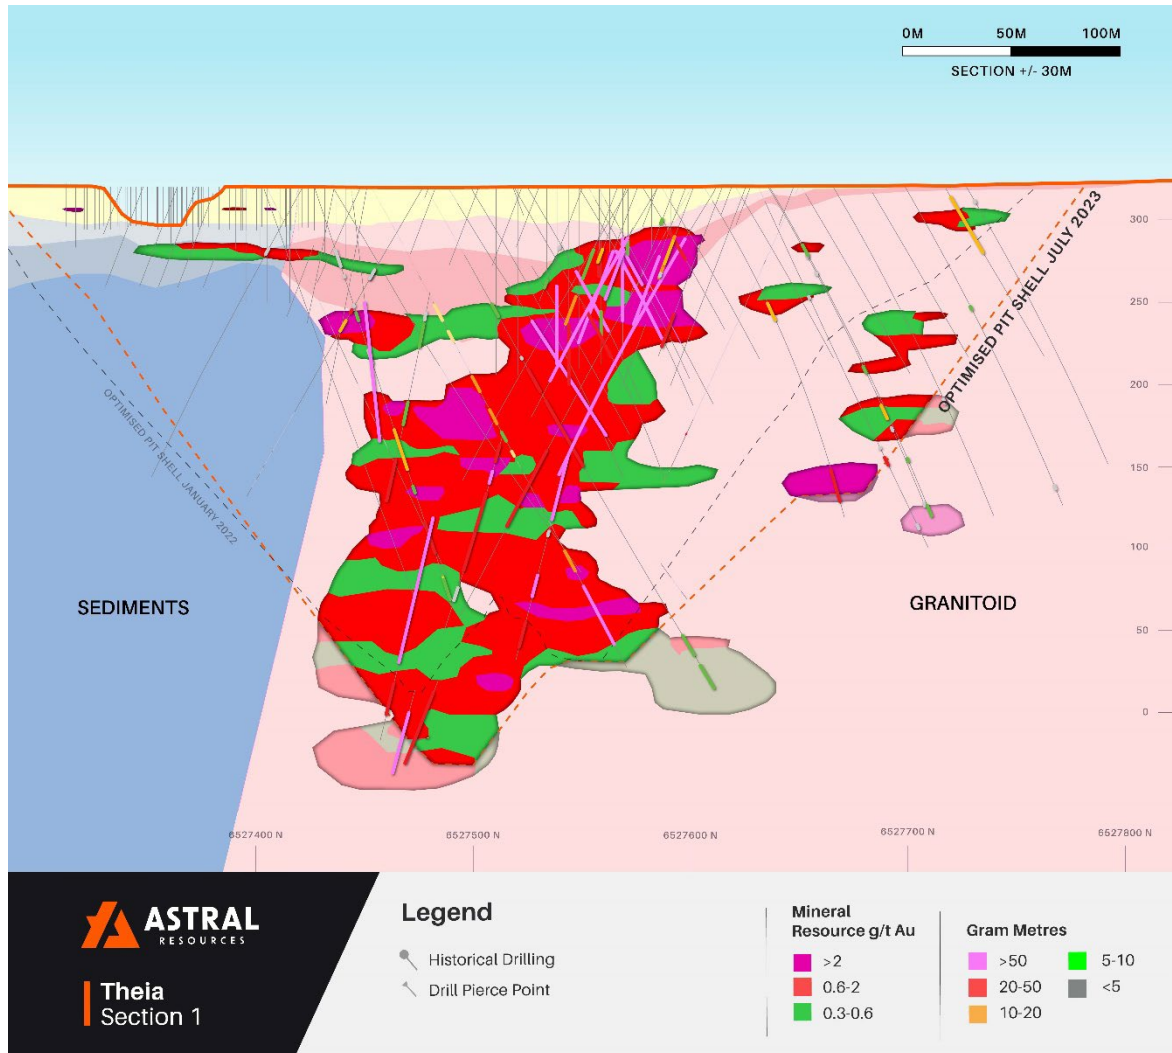 0M 50M 100M
SECTION +/- 30M
300
OPTIMISED PIT SHELL JULY 2023
250
200
OPTIMISED PIT SHELL JANUARY 2022
150
100
SEDIMENTS
GRANITOID
50
0
6527400 N 6527500 N 6527600 N 6527700 N 6527800 N
ASTRAL
RESOURCES
Theia
Section 1
Legend
Historical Drilling
Drill Pierce Point
Mineral
Resource g/t Au
>2
0.6-2
0.3-0.6
Gram Metres
>50
20-50
10-20
5-10
<5